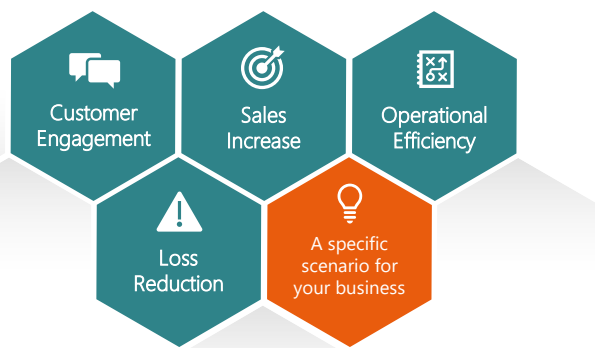 Customer
Engagement
Sales
Increase
Operational
Efficiency
Loss
Reduction
A specific
scenario for
your business